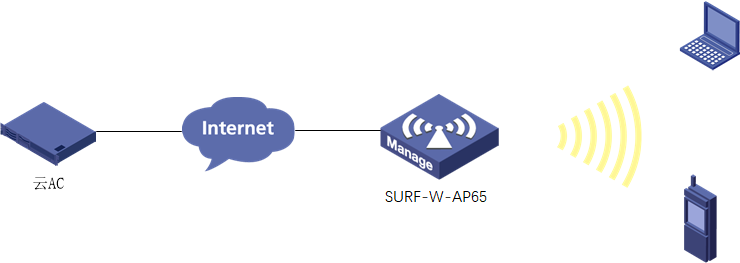 Internet
Manage
云AC
SURF-W-AP65